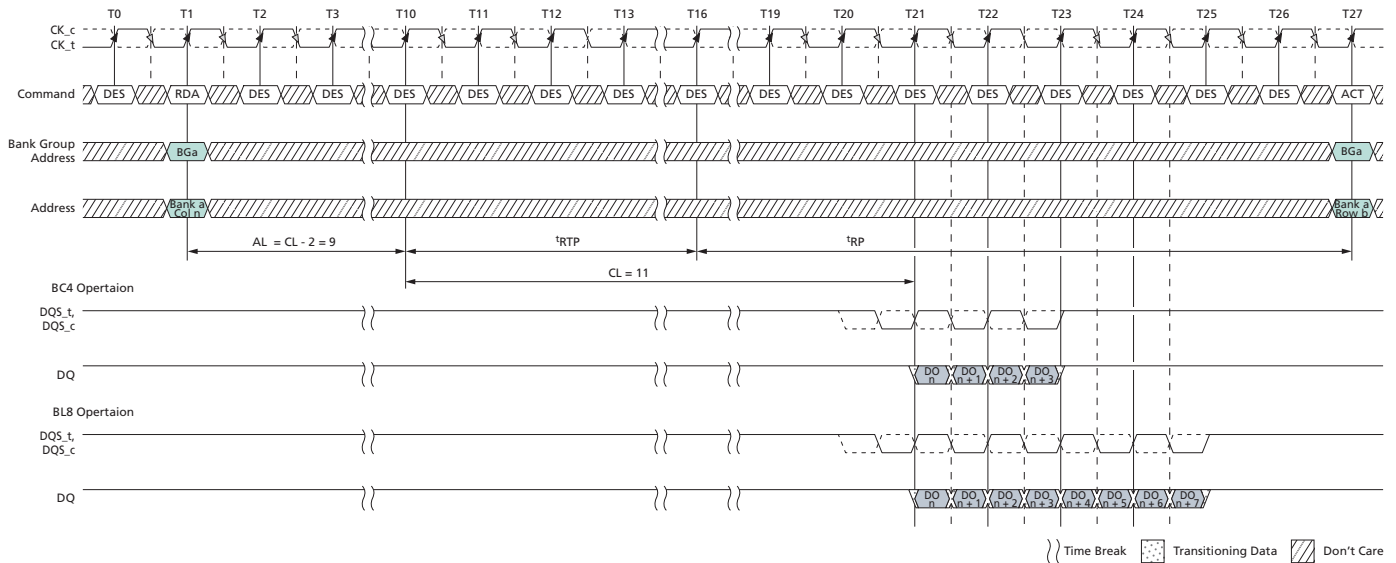 T0 T1 T2 T3 T10 T11 T12 T13 T16 T19 T20 T21 T22 T23 T24 T25 T26 T27
CK_c
CK_t
Command DES RDA DES DES DES DES DES DES DES DES DES DES DES DES DES DES DES ACT
Bank Group
Address
BGa BGa
Address
Bank a
Col n
Bank a
Row b
AL = CL - 2 = 9 tRTP tRP
CL = 11
BC4 Opertaion
DQS_t,
DQS_c
DQ
DO
n
DO
n + 1
DO
n + 2
DO
n + 3
BL8 Opertaion
DQS_t,
DQS_c
DQ
DO
n
DO
n + 1
DO
n + 2
DO
n + 3
DO
n + 4
DO
n + 5
DO
n + 6
DO
n + 7
Time Break Transitioning Data Don't Care